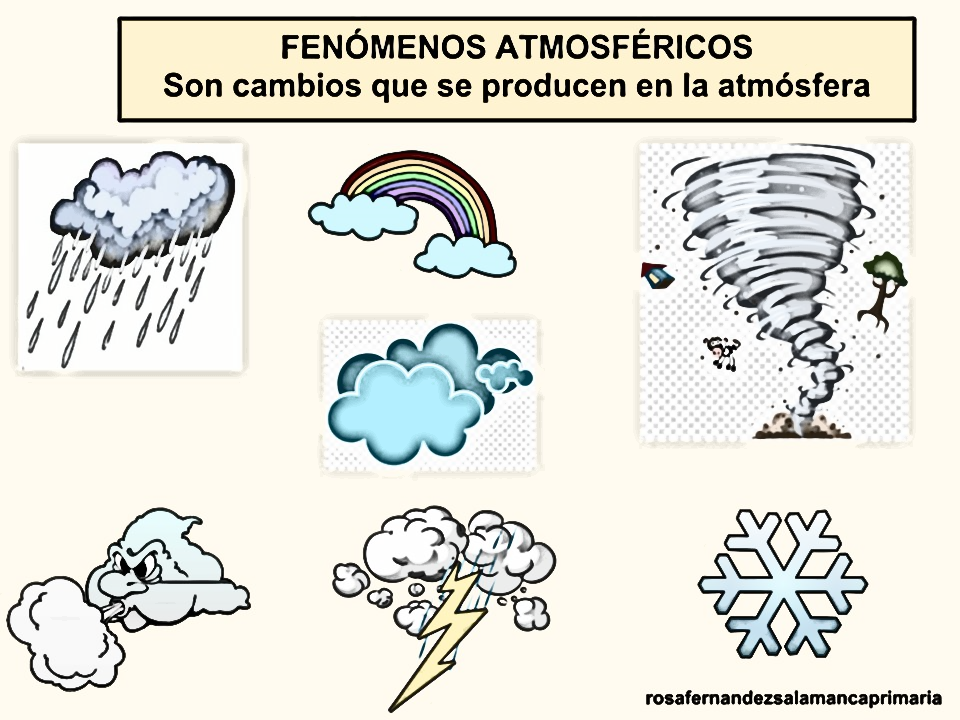 FENÓMENOS ATMOSFÉRICOS
Son cambios que se producen en la atmósfera
rosafernandezsalamancaprimaria